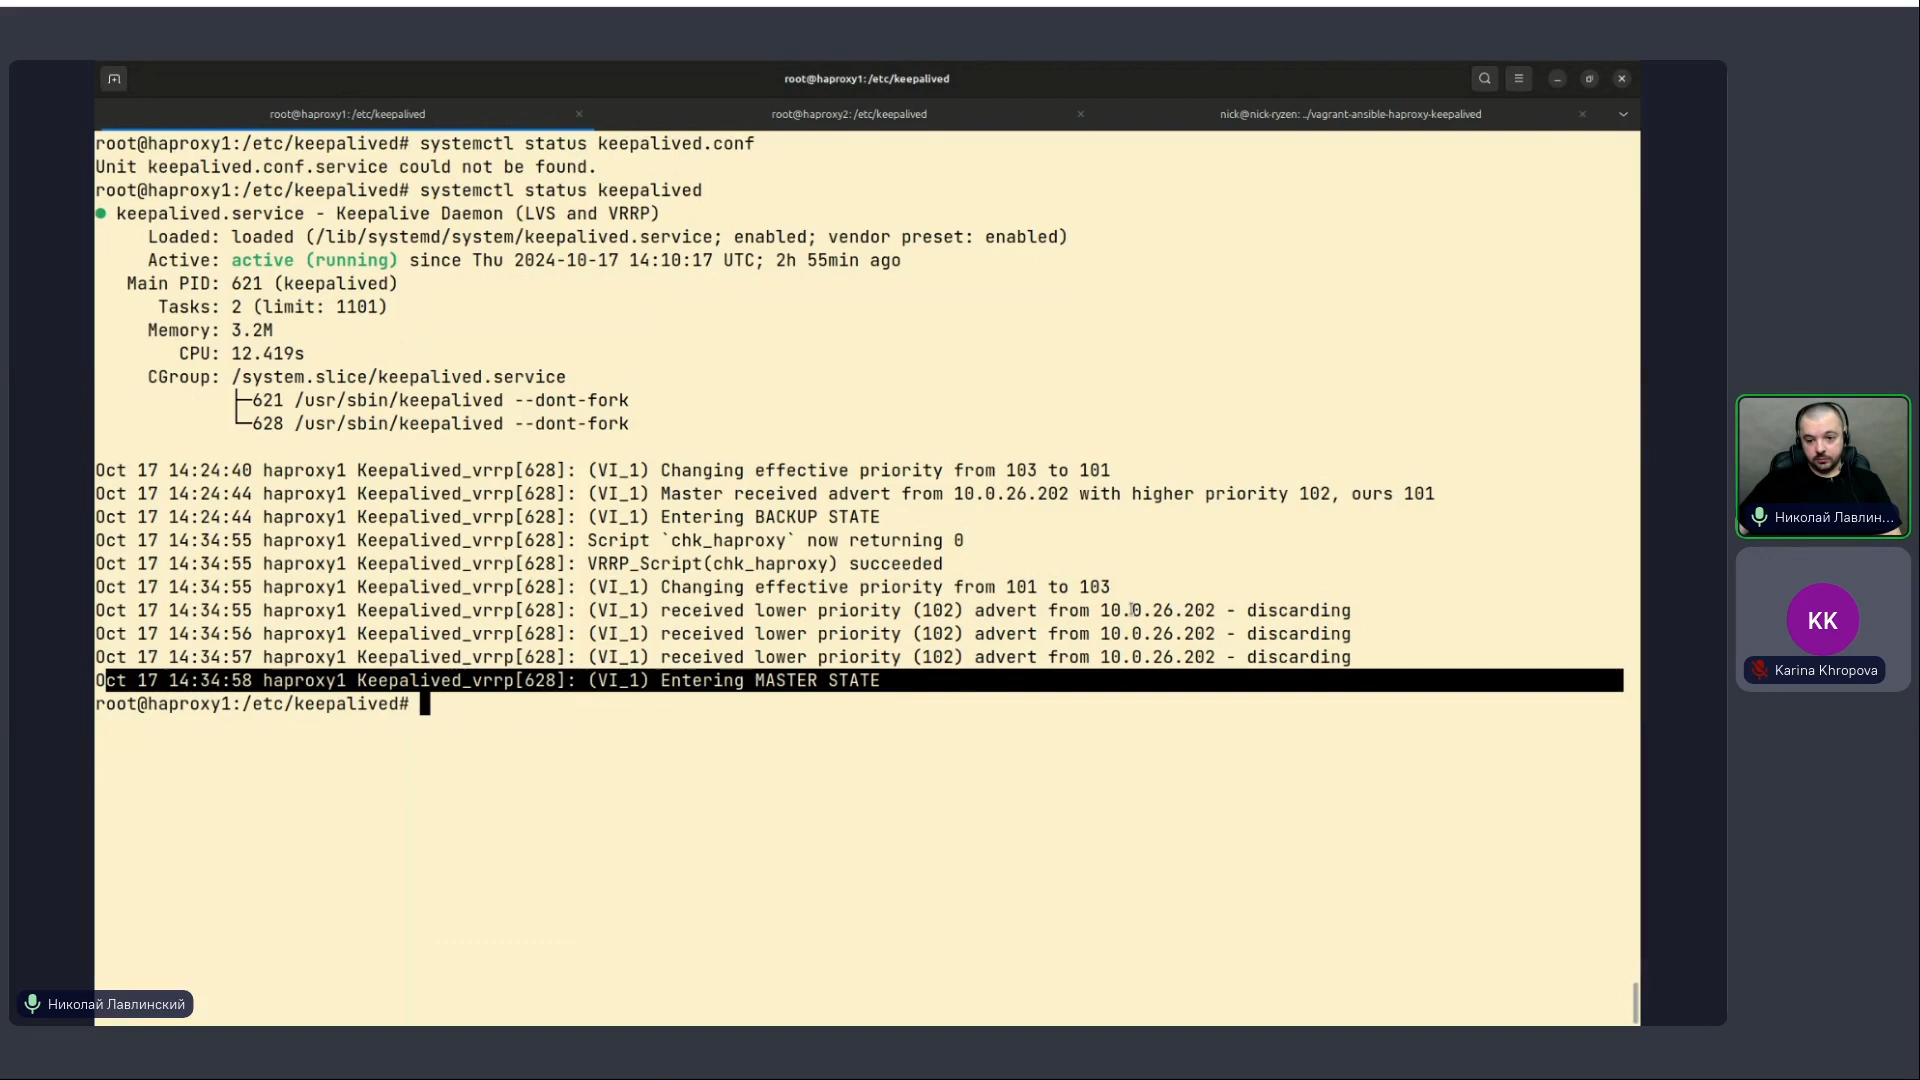 root@haproxy1:/etc/keepalived
root@haproxy1:/etc/keepalived
root@haproxy2:/etc/keepalived
nick@nick-ryzen: ../vagrant-ansible-haproxy-keepalived
root@haproxy1:/etc/keepalived# systemctl status keepalived.conf
Unit keepalived.conf.service could not be found.
root@haproxy1:/etc/keepalived# systemctl status keepalived
● keepalived.service - Keepalive Daemon (LVS and VRRP)
Loaded: loaded (/lib/systemd/system/keepalived.service; enabled; vendor preset: enabled)
Active: active (running) since Thu 2024-10-17 14:10:17 UTC; 2h 55min ago
Main PID: 621 (keepalived)
Tasks: 2 (limit: 1101)
Memory: 3.2M
CPU: 12.419s
CGroup: /system.slice/keepalived.service
├─621 /usr/sbin/keepalived --dont-fork
└─628 /usr/sbin/keepalived --dont-fork
Oct 17 14:24:40 haproxy1 Keepalived_vrrp[628]: (VI_1) Changing effective priority from 103 to 101
Oct 17 14:24:44 haproxy1 Keepalived_vrrp[628]: (VI_1) Master received advert from 10.0.26.202 with higher priority 102, ours 101
Oct 17 14:24:44 haproxy1 Keepalived_vrrp[628]: (VI_1) Entering BACKUP STATE
Oct 17 14:34:55 haproxy1 Keepalived_vrrp[628]: Script `chk_haproxy` now returning 0
Oct 17 14:34:55 haproxy1 Keepalived_vrrp[628]: VRRP_Script(chk_haproxy) succeeded
Oct 17 14:34:55 haproxy1 Keepalived_vrrp[628]: (VI_1) Changing effective priority from 101 to 103
Oct 17 14:34:55 haproxy1 Keepalived_vrrp[628]: (VI_1) received lower priority (102) advert from 10.0.26.202 - discarding
Oct 17 14:34:56 haproxy1 Keepalived_vrrp[628]: (VI_1) received lower priority (102) advert from 10.0.26.202 - discarding
Oct 17 14:34:57 haproxy1 Keepalived_vrrp[628]: (VI_1) received lower priority (102) advert from 10.0.26.202 - discarding
Oct 17 14:34:58 haproxy1 Keepalived_vrrp[628]: (VI_1) Entering MASTER STATE
root@haproxy1:/etc/keepalived#
Николай Лавлин...
KK
Karina Khropova
Николай Лавлинский